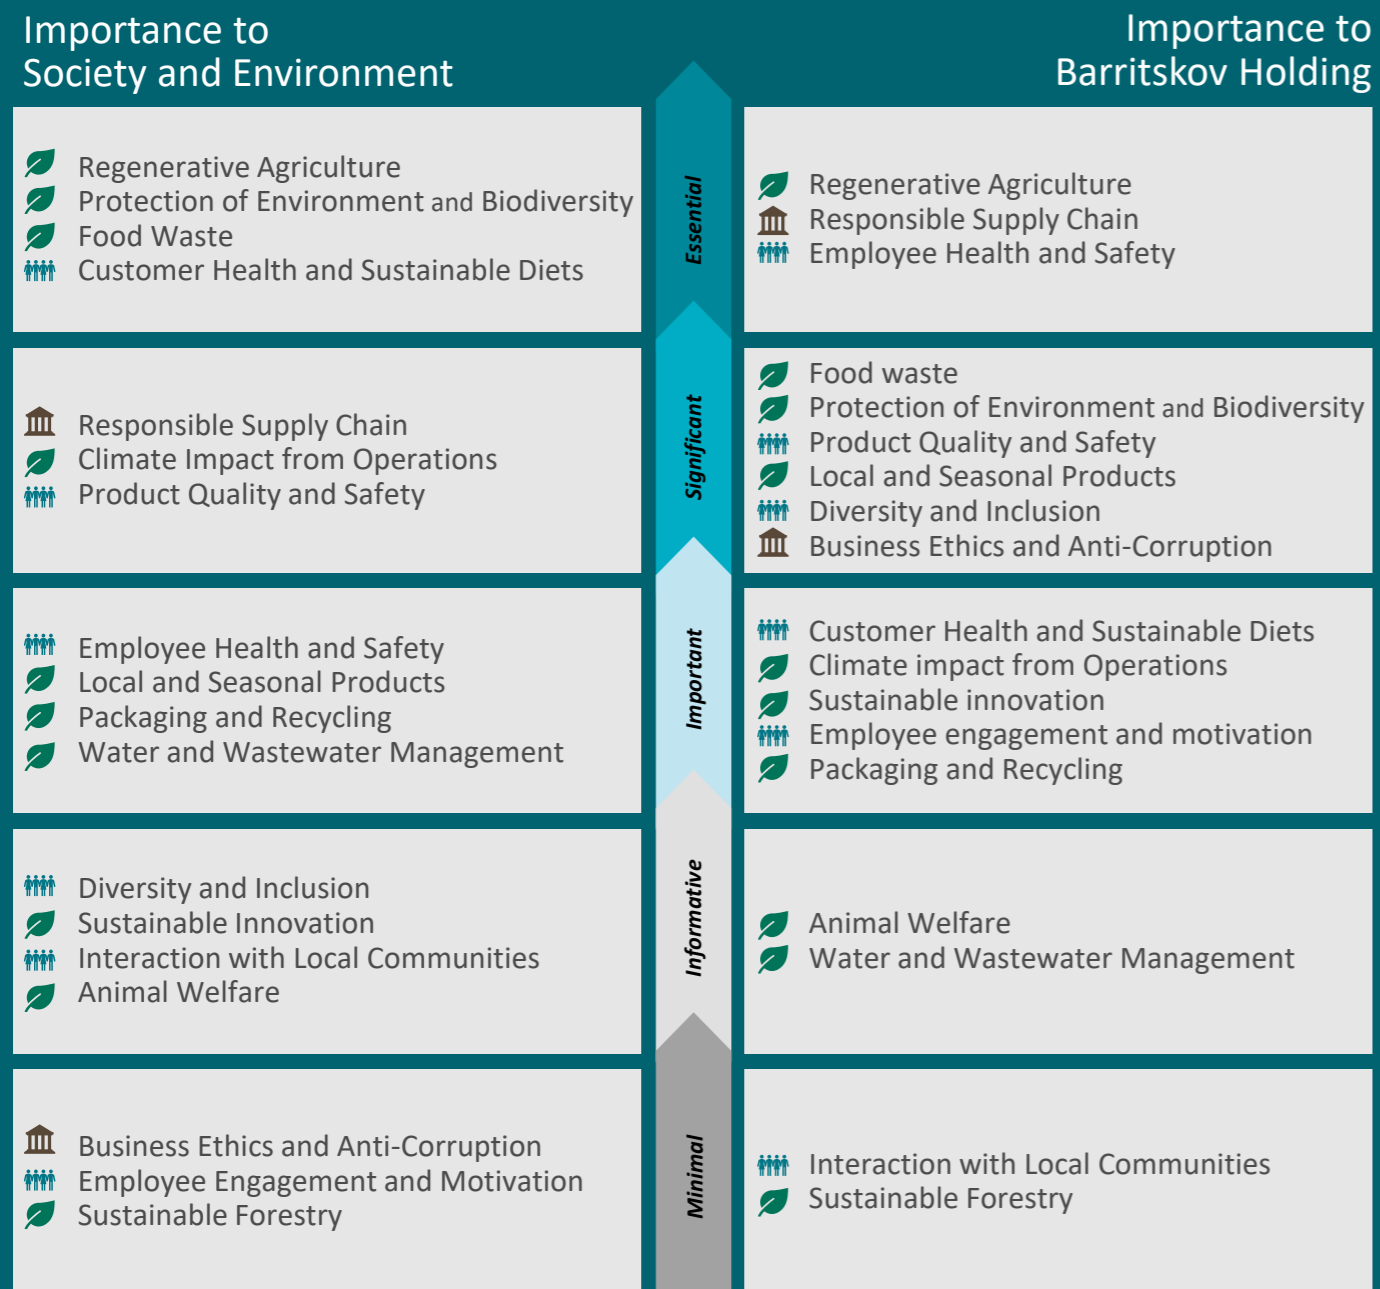 Importance to
Society and Environment
Importance to
Barritskov Holding
Regenerative Agriculture
Protection of Environment and Biodiversity
Food Waste
Customer Health and Sustainable Diets
Essential
Regenerative Agriculture
Responsible Supply Chain
Employee Health and Safety
Responsible Supply Chain
Climate Impact from Operations
Product Quality and Safety
Significant
Food waste
Protection of Environment and Biodiversity
Product Quality and Safety
Local and Seasonal Products
Diversity and Inclusion
Business Ethics and Anti-Corruption
Employee Health and Safety
Local and Seasonal Products
Packaging and Recycling
Water and Wastewater Management
Important
Customer Health and Sustainable Diets
Climate impact from Operations
Sustainable innovation
Employee engagement and motivation
Packaging and Recycling
Diversity and Inclusion
Sustainable Innovation
Interaction with Local Communities
Animal Welfare
Informative
Animal Welfare
Water and Wastewater Management
Business Ethics and Anti-Corruption
Employee Engagement and Motivation
Sustainable Forestry
Minimal
Interaction with Local Communities
Sustainable Forestry